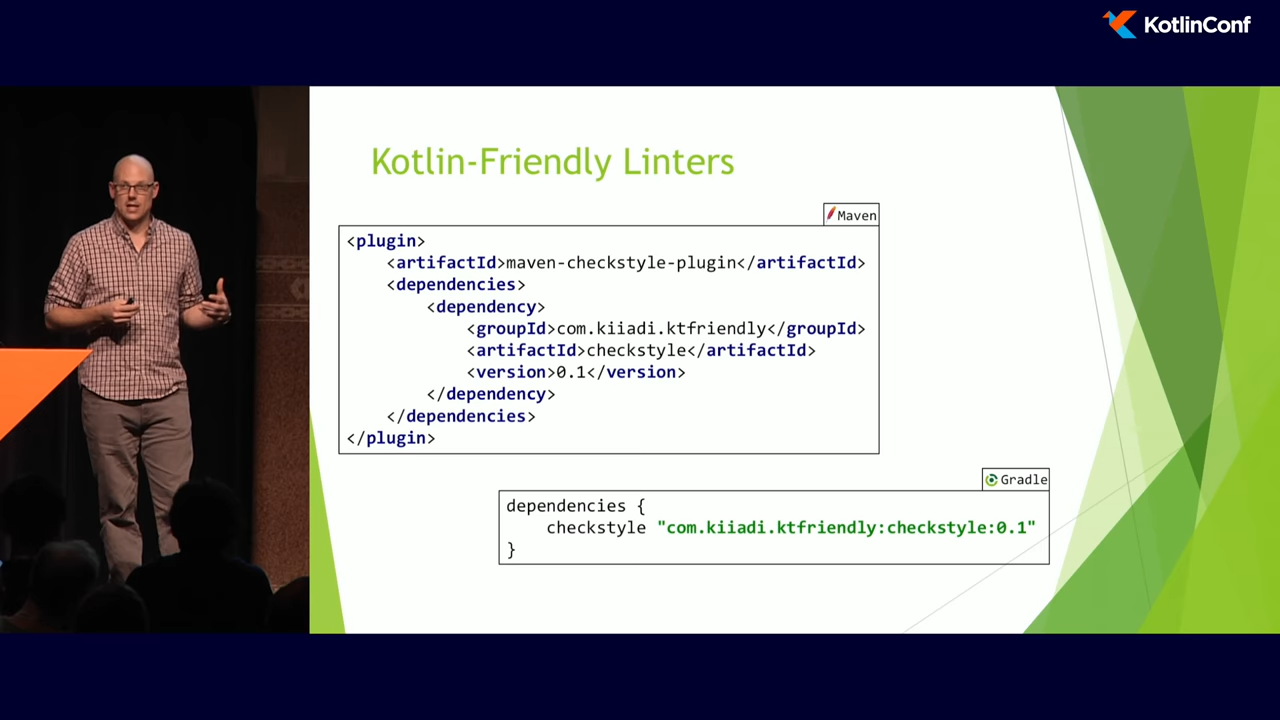 KotlinConf
Kotlin-Friendly Linters
Maven
<plugin>
    <artifactId>maven-checkstyle-plugin</artifactId>
    <dependencies>
        <dependency>
            <groupId>com.kiiadi.ktfriendly</groupId>
            <artifactId>checkstyle</artifactId>
            <version>0.1</version>
        </dependency>
    </dependencies>
</plugin>
Gradle
dependencies {
    checkstyle "com.kiiadi.ktfriendly:checkstyle:0.1"
}